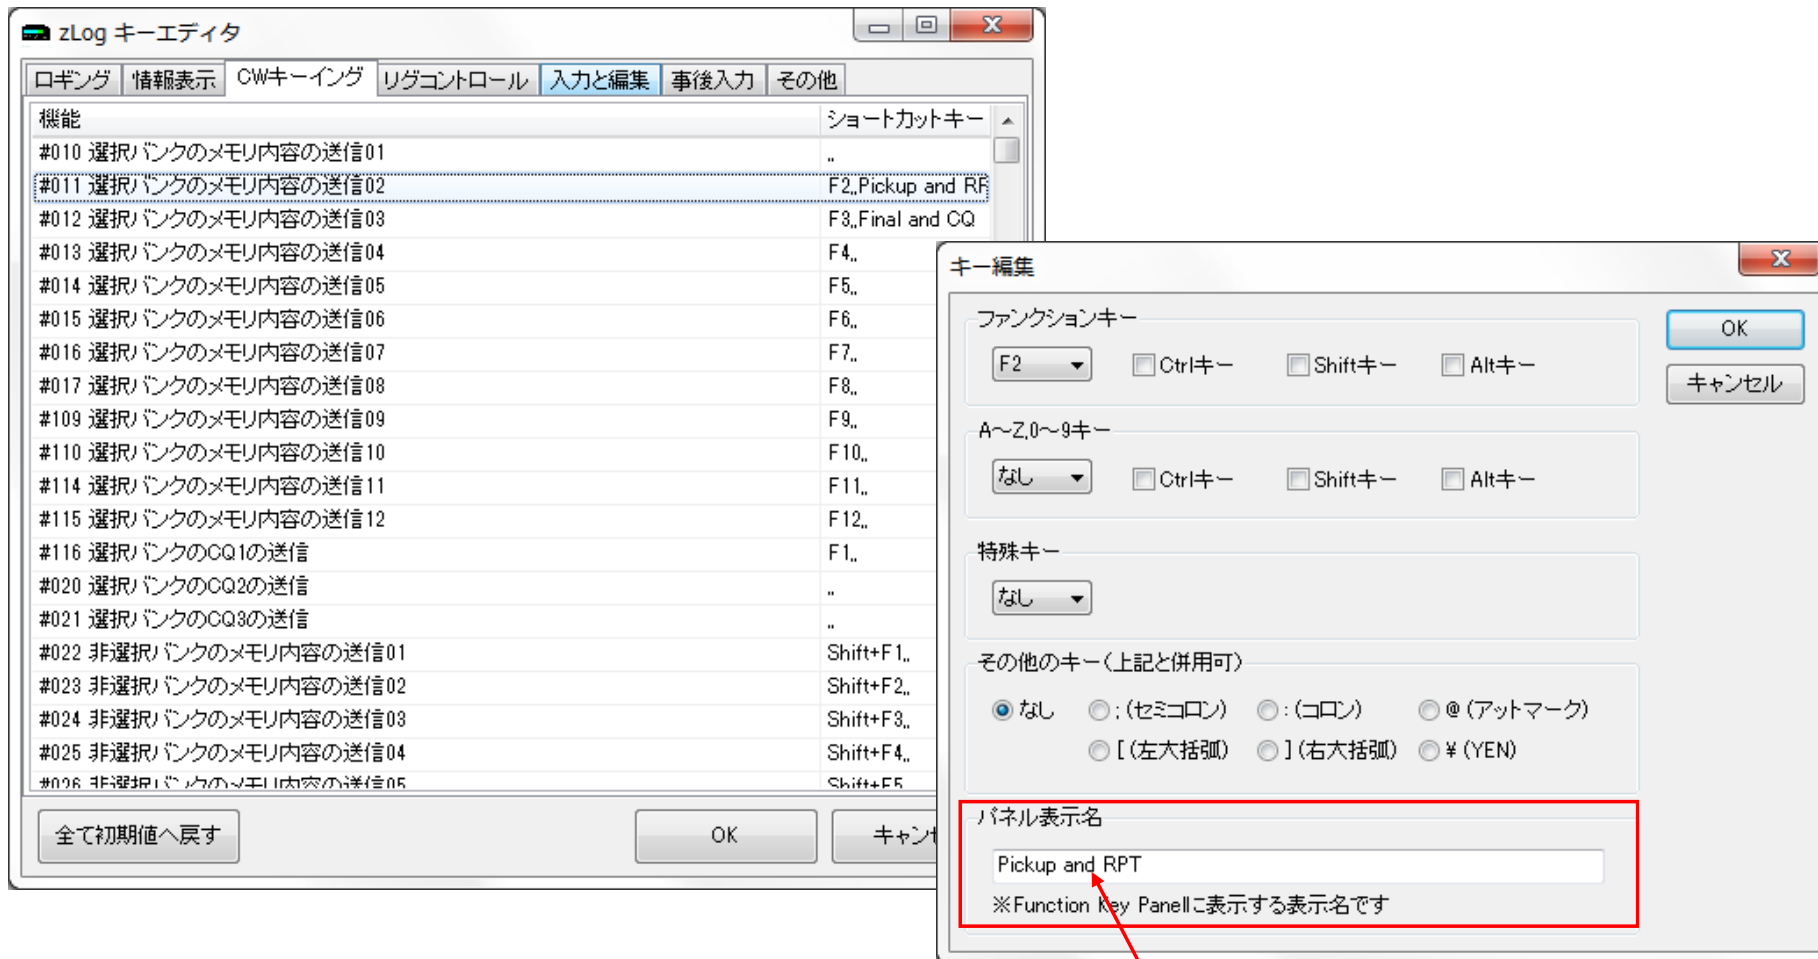 zLog キーエディタ
ロギング 情報表示 CWキーイング リグコントロール 入力と編集 事後入力 その他
機能 ショートカットキー
#010 選択バンクのメモリ内容の送信01 ,,
#011 選択バンクのメモリ内容の送信02 F2,,Pickup and
#012 選択バンクのメモリ内容の送信03 F3,,Final and CQ
#013 選択バンクのメモリ内容の送信04 F4,,
#014 選択バンクのメモリ内容の送信05 F5,,
#015 選択バンクのメモリ内容の送信06 F6,,
#016 選択バンクのメモリ内容の送信07 F7,,
#017 選択バンクのメモリ内容の送信08 F8,,
#109 選択バンクのメモリ内容の送信09 F9,,
#110 選択バンクのメモリ内容の送信10 F10,,
#114 選択バンクのメモリ内容の送信11 F11,,
#115 選択バンクのメモリ内容の送信12 F12,,
#116 選択バンクのCQ1の送信 F1,,
#020 選択バンクのCQ2の送信 ,,
#021 選択バンクのCQ3の送信 ,,
#022 非選択バンクのメモリ内容の送信01 Shift+F1,,
#023 非選択バンクのメモリ内容の送信02 Shift+F2,,
#024 非選択バンクのメモリ内容の送信03 Shift+F3,,
#025 非選択バンクのメモリ内容の送信04 Shift+F4,,
#026 非選択バンクのメモリ内容の送信05 Shift+F5
全て初期値へ戻す OK キャンセ
キー編集
ファンクションキー
F2 Ctrlキー Shiftキー Altキー
OK
キャンセル
A～Z,0～9キー
なし Ctrlキー Shiftキー Altキー
特殊キー
なし
その他のキー(上記と併用可)
なし ;(セミコロン) :(コロン) @(アットマーク)
[(左大括弧) ](右大括弧) ¥(YEN)
パネル表示名
Pickup and RPT
※Function Key Panelに表示する表示名です